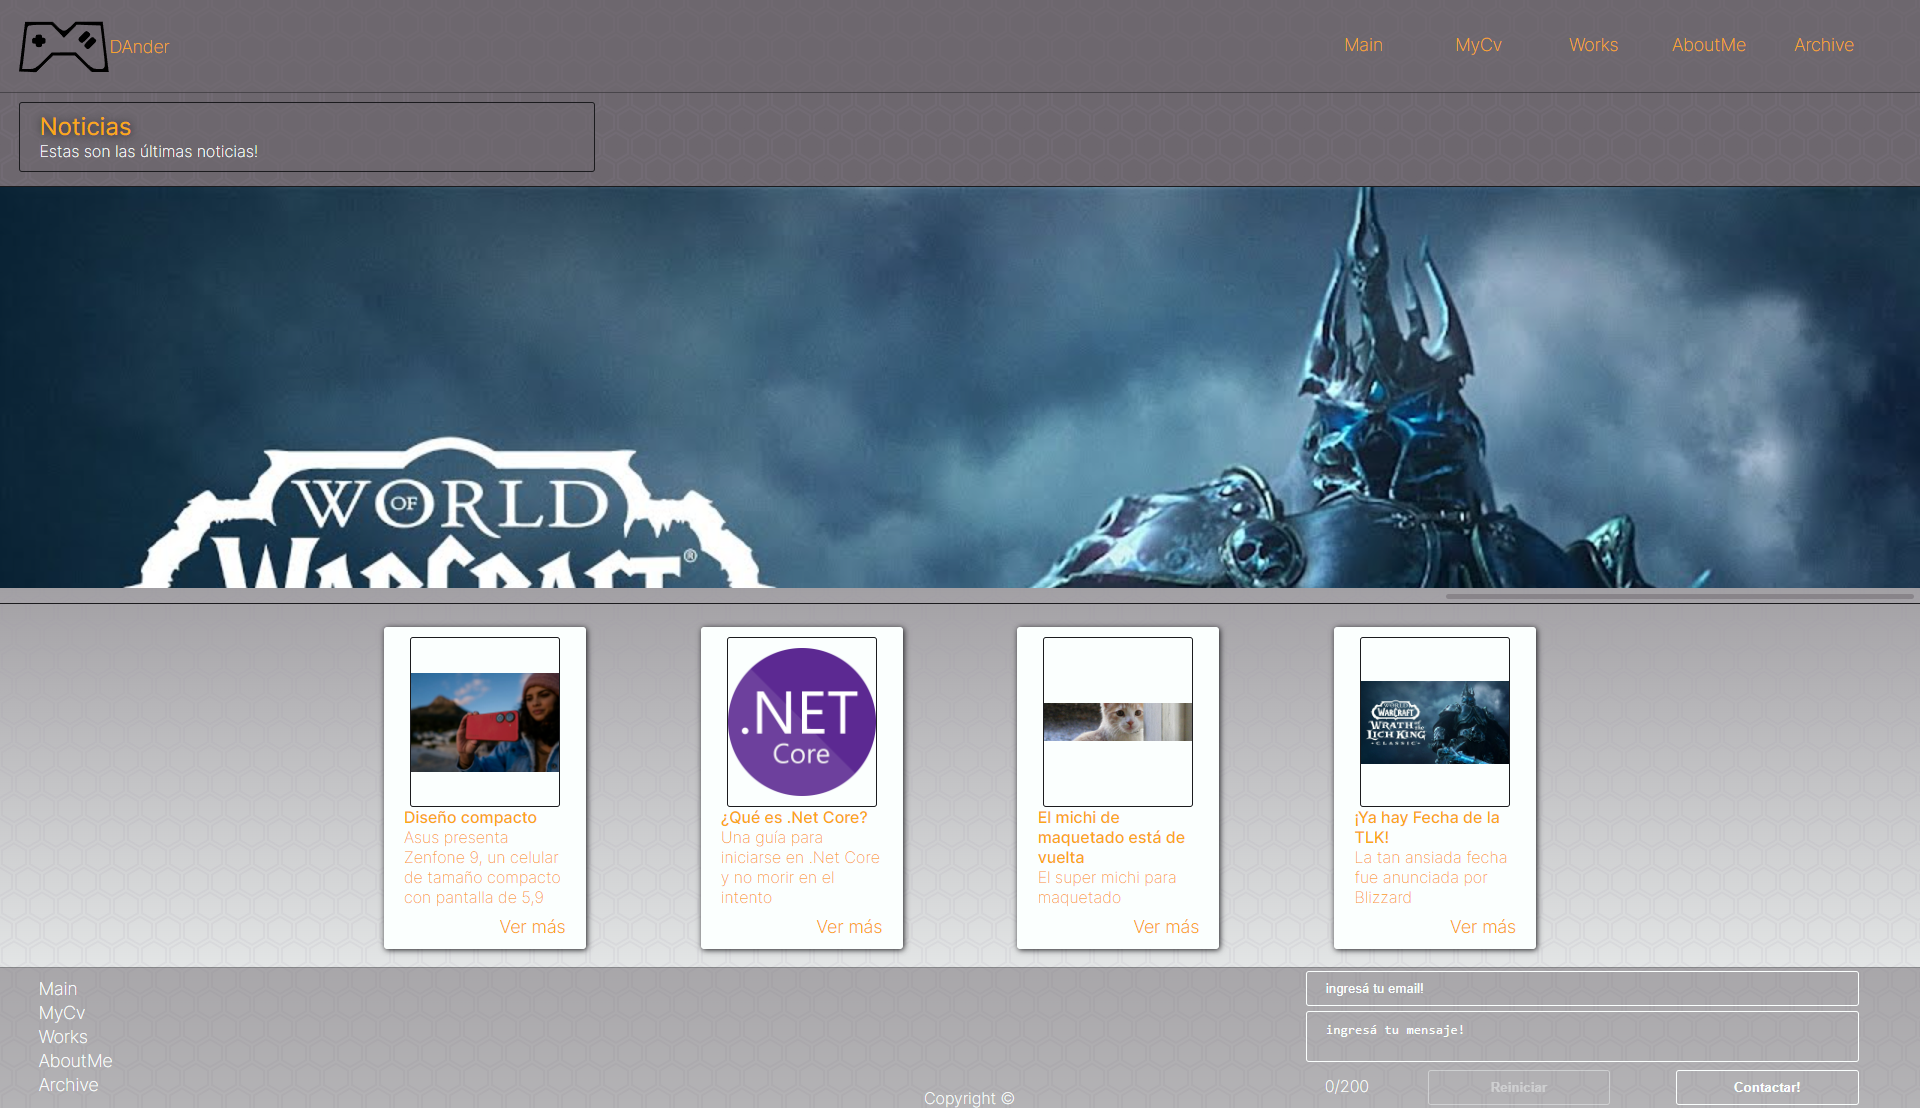 DAnder
Main MyCv Works AboutMe Archive
Noticias
Estas son las últimas noticias!
WORLD
OF
WARCRAFT
®
.NET
Core
WORLD
OF
WARCRAFT
WRATH of the
LICH KING
CLASSIC
Diseño compacto
Asus presenta
Zenfone 9, un celular
de tamaño compacto
con pantalla de 5,9
Ver más
¿Qué es .Net Core?
Una guía para
iniciarse en .Net Core
y no morir en el
intento
Ver más
El michi de
maquetado está de
vuelta
El super michi para
maquetado
Ver más
¡Ya hay Fecha de la
TLK!
La tan ansiada fecha
fue anunciada por
Blizzard
Ver más
Main
MyCv
Works
AboutMe
Archive
Copyright ©
ingresá tu email!
ingresá tu mensaje!
0/200
Reiniciar
Contactar!